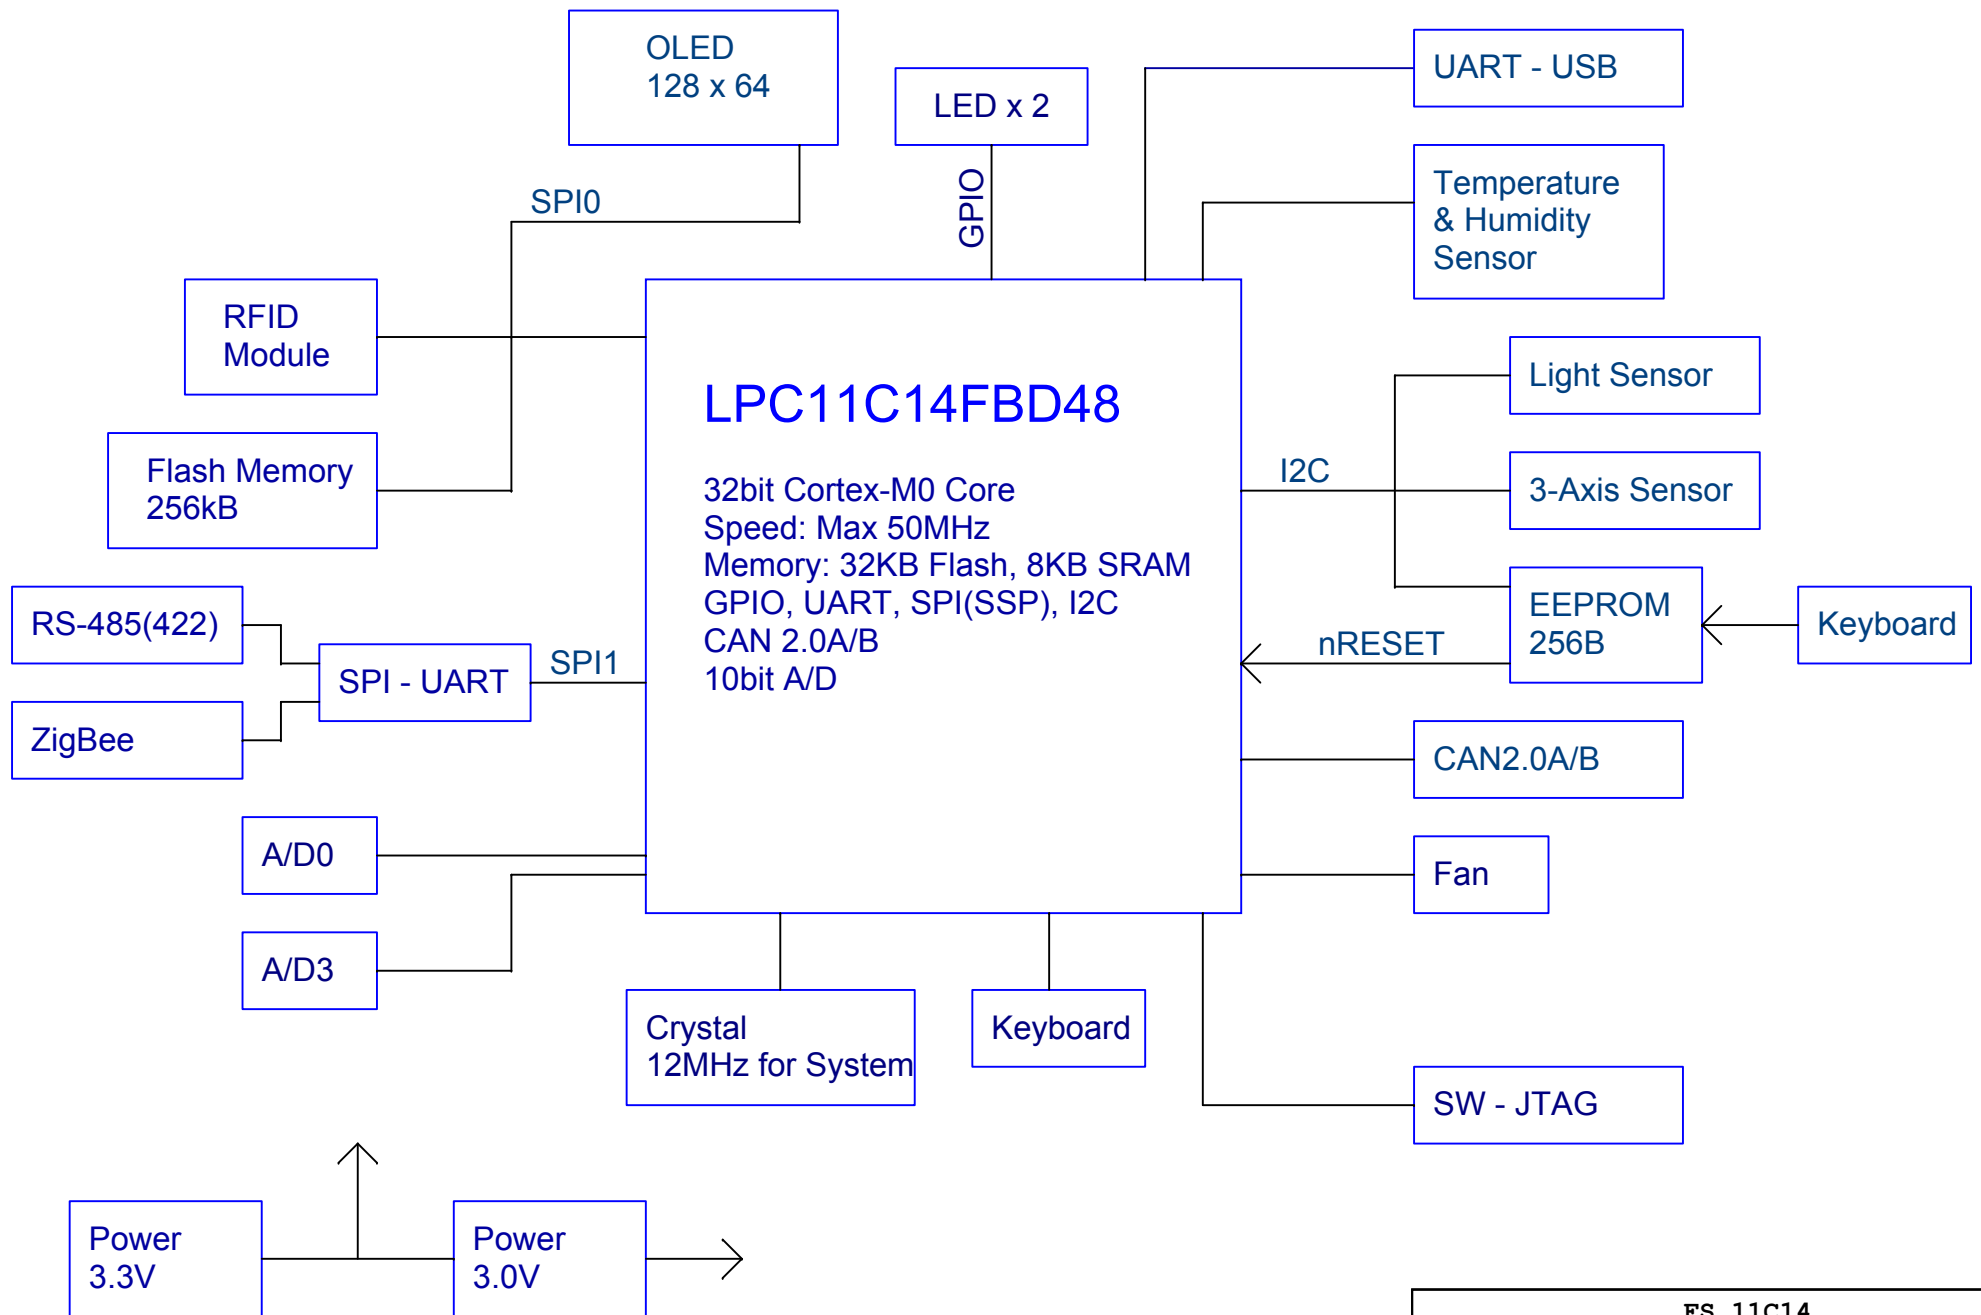 OLED
128 x 64
LED x 2
UART - USB
GPIO
SPI0
Temperature
& Humidity
Sensor
RFID
Module
LPC11C14FBD48
32bit Cortex-M0 Core
Speed: Max 50MHz
Memory: 32KB Flash, 8KB SRAM
GPIO, UART, SPI(SSP), I2C
CAN 2.0A/B
10bit A/D
Light Sensor
Flash Memory
256kB
I2C
3-Axis Sensor
RS-485(422)
EEPROM
256B
Keyboard
nRESET
SPI - UART
SPI1
ZigBee
CAN2.0A/B
A/D0
Fan
A/D3
Crystal
12MHz for System
Keyboard
SW - JTAG
Power
3.3V
Power
3.0V
FS_11C14